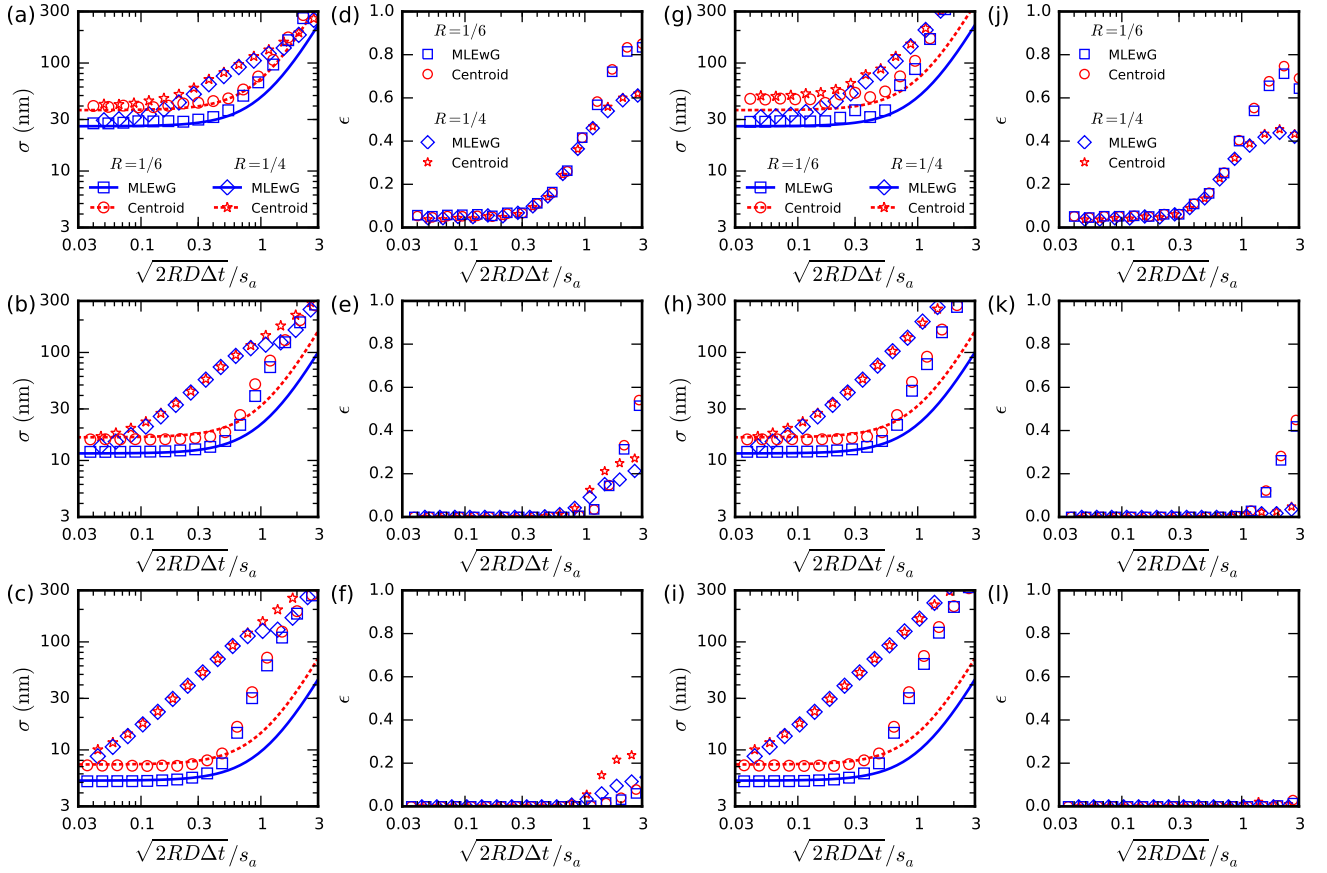 (a)
300
100
30
10
3
σ (nm)
R=1/6
R=1/4
MLEwG
MLEwG
Centroid
Centroid
0.03
0.1
0.3
1
3
√2RDΔt/s_a
(d)
1.0
0.8
0.6
0.4
0.2
0.0
ϵ
R=1/6
MLEwG
Centroid
R=1/4
MLEwG
Centroid
0.03
0.1
0.3
1
3
√2RDΔt/s_a
(g)
300
100
30
10
3
σ (nm)
R=1/6
R=1/4
MLEwG
MLEwG
Centroid
Centroid
0.03
0.1
0.3
1
3
√2RDΔt/s_a
(j)
1.0
0.8
0.6
0.4
0.2
0.0
ϵ
R=1/6
MLEwG
Centroid
R=1/4
MLEwG
Centroid
0.03
0.1
0.3
1
3
√2RDΔt/s_a
(b)
300
100
30
10
3
σ (nm)
0.03
0.1
0.3
1
3
√2RDΔt/s_a
(e)
1.0
0.8
0.6
0.4
0.2
0.0
ϵ
0.03
0.1
0.3
1
3
√2RDΔt/s_a
(h)
300
100
30
10
3
σ (nm)
0.03
0.1
0.3
1
3
√2RDΔt/s_a
(k)
1.0
0.8
0.6
0.4
0.2
0.0
ϵ
0.03
0.1
0.3
1
3
√2RDΔt/s_a
(c)
300
100
30
10
3
σ (nm)
0.03
0.1
0.3
1
3
√2RDΔt/s_a
(f)
1.0
0.8
0.6
0.4
0.2
0.0
ϵ
0.03
0.1
0.3
1
3
√2RDΔt/s_a
(i)
300
100
30
10
3
σ (nm)
0.03
0.1
0.3
1
3
√2RDΔt/s_a
(l)
1.0
0.8
0.6
0.4
0.2
0.0
ϵ
0.03
0.1
0.3
1
3
√2RDΔt/s_a